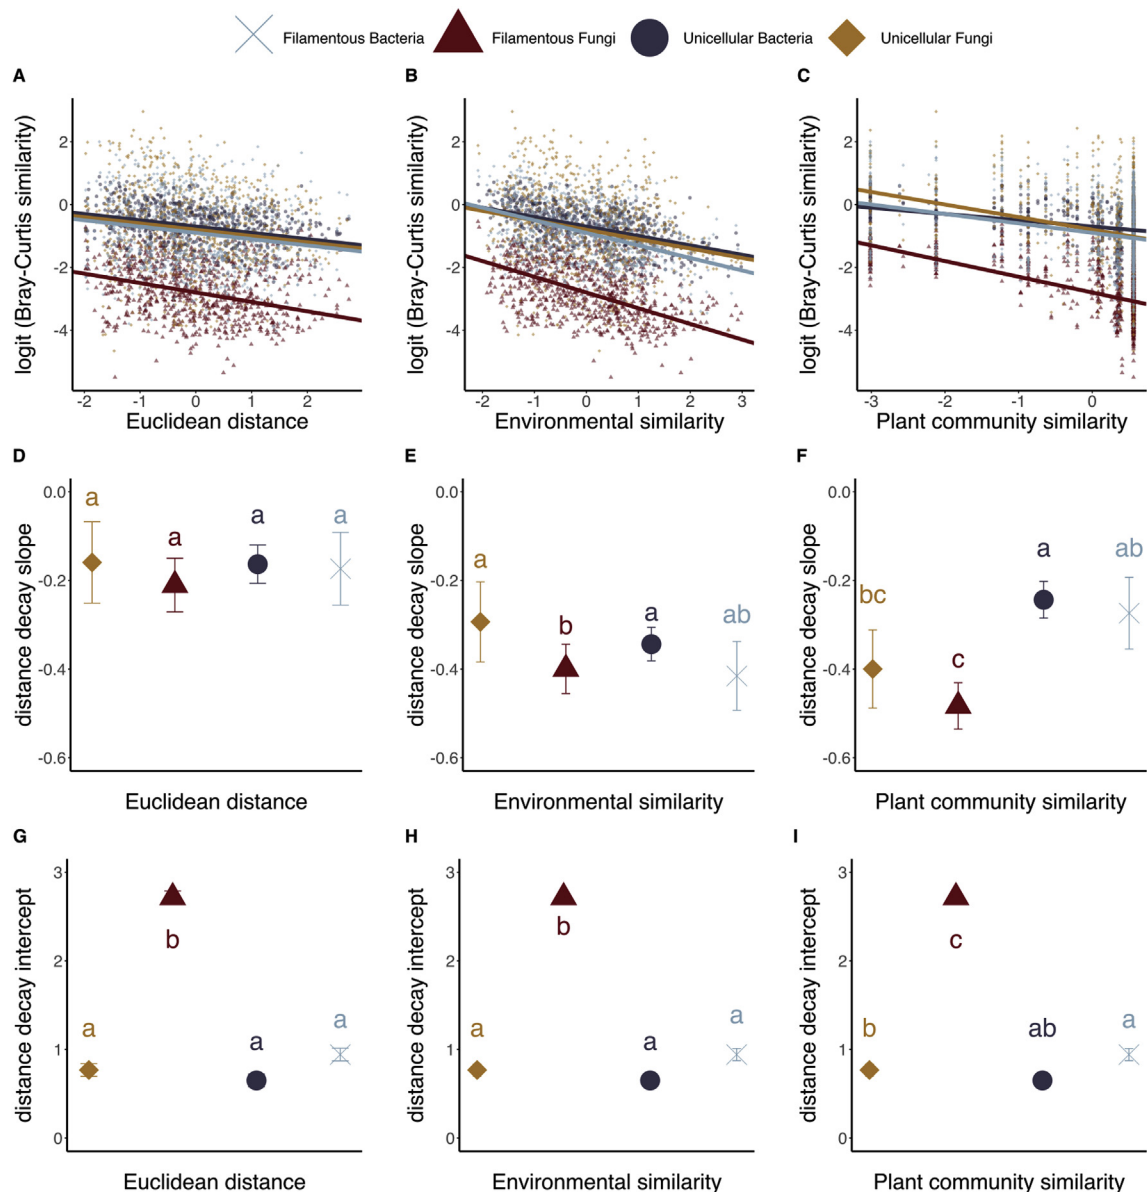 Filamentous Bacteria Filamentous Fungi Unicellular Bacteria Unicellular Fungi
A B C
logit (Bray-Curtis similarity)
2
0
-2
-4
-2 -1 0 1 2
Euclidean distance
logit (Bray-Curtis similarity)
2
0
-2
-4
-2 -1 0 1 2 3
Environmental similarity
logit (Bray-Curtis similarity)
2
0
-2
-4
-3 -2 -1 0
Plant community similarity
D E F
distance decay slope
0.0
-0.2
-0.4
-0.6
a a a a
Euclidean distance
distance decay slope
0.0
-0.2
-0.4
-0.6
a b a ab
Environmental similarity
distance decay slope
0.0
-0.2
-0.4
-0.6
bc c a ab
Plant community similarity
G H I
distance decay intercept
3
2
1
0
a b a a
Euclidean distance
distance decay intercept
3
2
1
0
a b a a
Environmental similarity
distance decay intercept
3
2
1
0
b c ab a
Plant community similarity